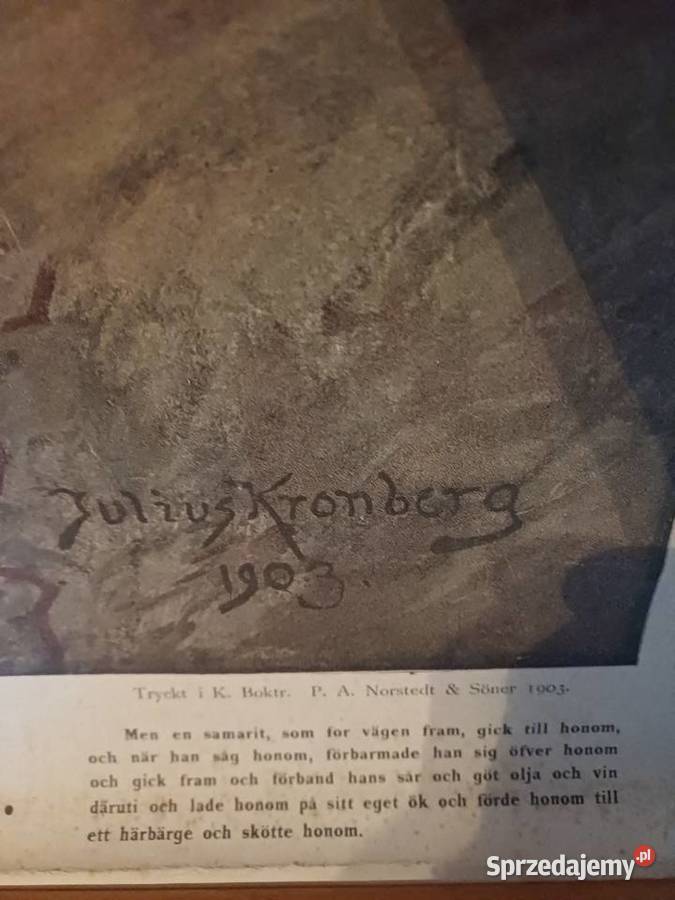 Julius Kronberg
1903.
Tryckt i K. Boktr. P. A. Norstedt & Söner 1903.
Men en samarit, som for vägen fram, gick till honom,
och när han såg honom, förbarmade han sig öfver honom
och gick fram och förband hans sår och göt olja och vin
däruti och lade honom på sitt eget ök och förde honom till
ett härbärge och skötte honom.
Sprzedajemy.pl